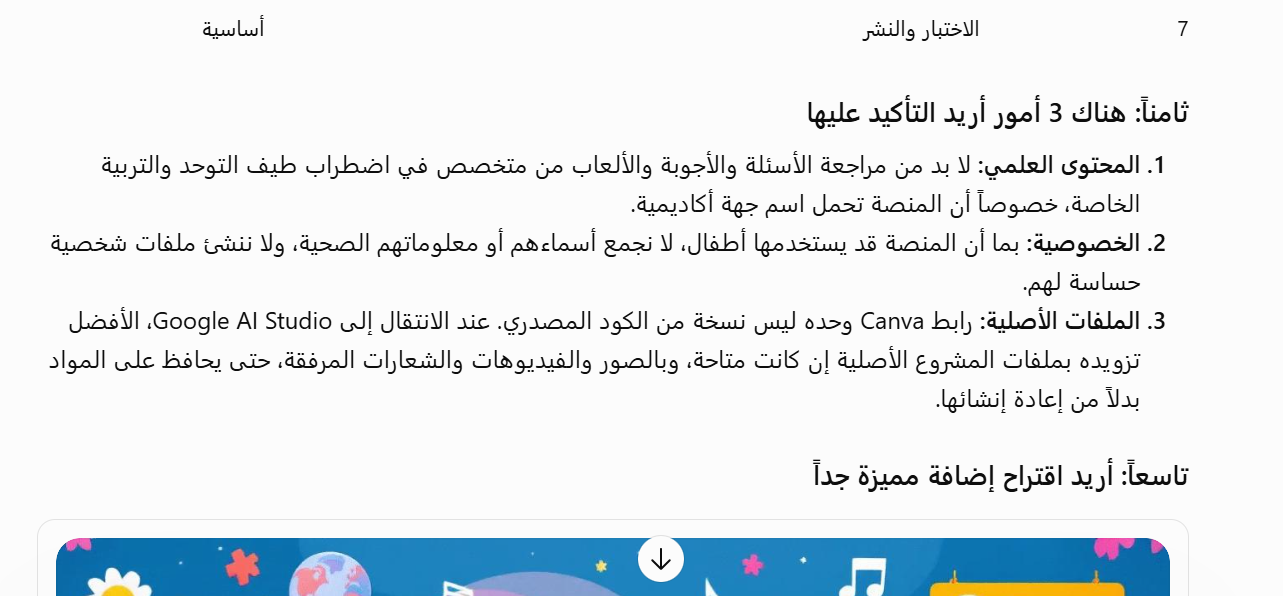 7 الاختبار والنشر أساسية
ثامناً: هناك 3 أمور أريد التأكيد عليها
1. المحتوى العلمي: لا بد من مراجعة الأسئلة والأجوبة والألعاب من متخصص في اضطراب طيف التوحد والتربية
الخاصة، خصوصاً أن المنصة تحمل اسم جهة أكاديمية.
2. الخصوصية: بما أن المنصة قد يستخدمها أطفال، لا نجمع أسماءهم أو معلوماتهم الصحية، ولا ننشئ ملفات شخصية
حساسة لهم.
3. الملفات الأصلية: رابط Canva وحده ليس نسخة من الكود المصدري. عند الانتقال إلى Google AI Studio، الأفضل
تزويده بملفات المشروع الأصلية إن كانت متاحة، وبالصور والفيديوهات والشعارات المرفقة، حتى يحافظ على المواد
بدلاً من إعادة إنشائها.
تاسعاً: أريد اقتراح إضافة مميزة جداً